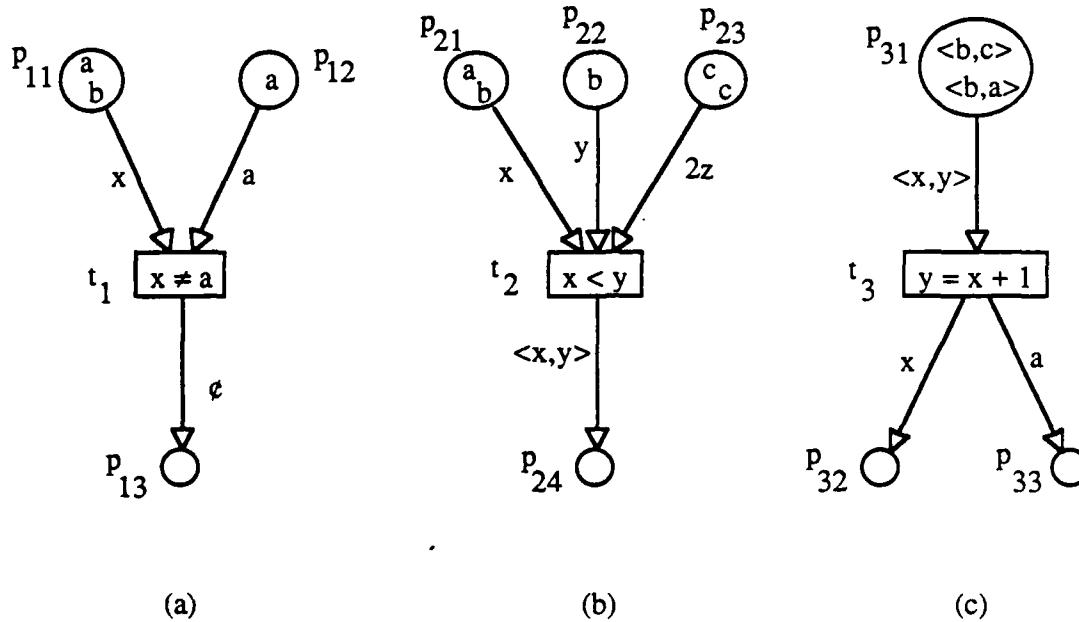 p11 a b a p12
x a
t1 x ≠ a
¢
p13
(a)
p21 p22 p23
a b b c c
x y 2z
t2 x < y
<x,y>
p24
(b)
p31 <b,c>
<b,a>
<x,y>
t3 y = x + 1
x a
p32 p33
(c)